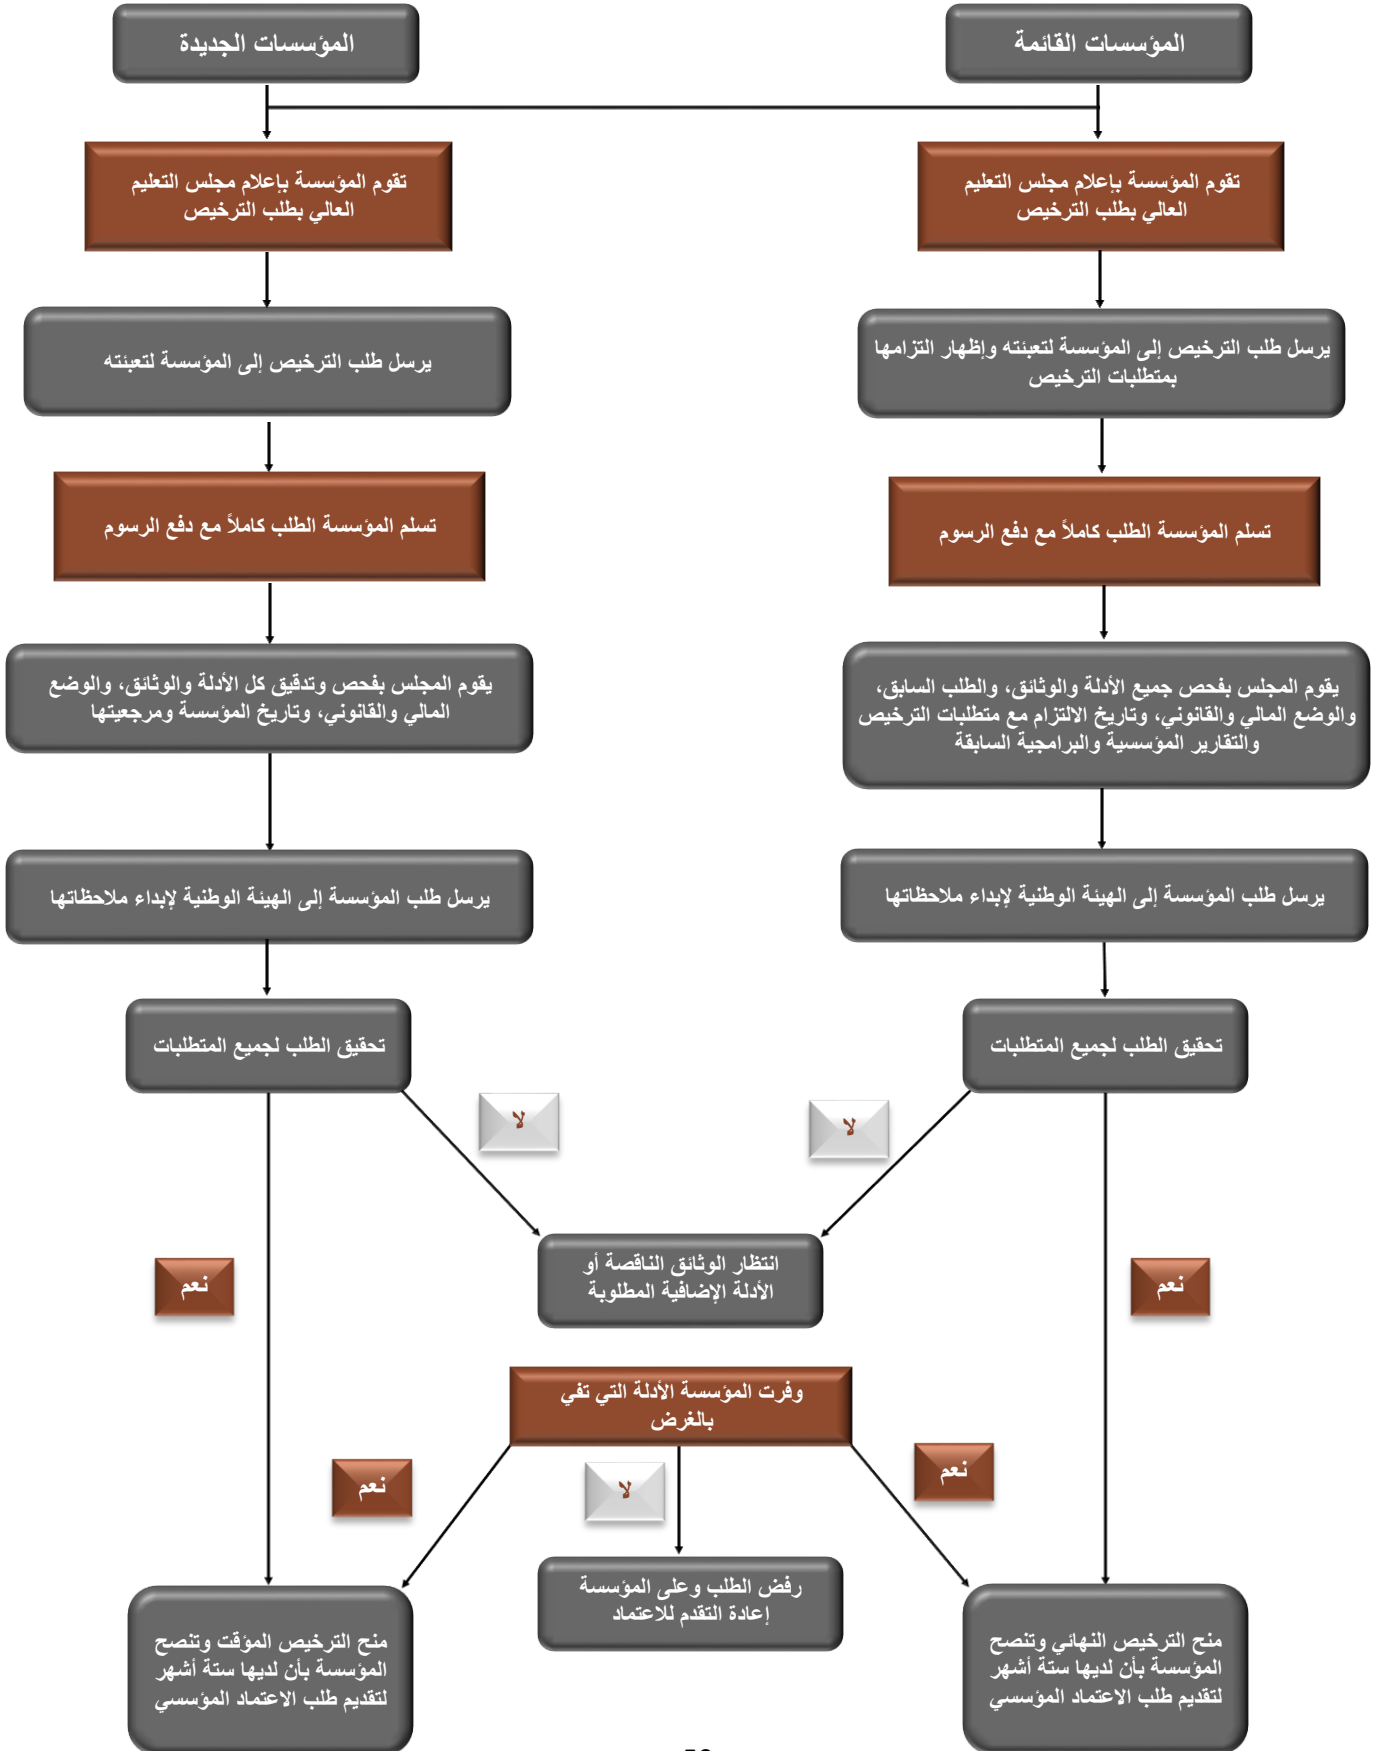 المؤسسات القائمة
المؤسسات الجديدة
تقوم المؤسسة بإعلام مجلس التعليم
العالي بطلب الترخيص
تقوم المؤسسة بإعلام مجلس التعليم
العالي بطلب الترخيص
يرسل طلب الترخيص إلى المؤسسة لتعبئته وإظهار التزامها
بمتطلبات الترخيص
يرسل طلب الترخيص إلى المؤسسة لتعبئته
تسلم المؤسسة الطلب كاملاً مع دفع الرسوم
تسلم المؤسسة الطلب كاملاً مع دفع الرسوم
يقوم المجلس بفحص جميع الأدلة والوثائق، والطلب السابق،
والوضع المالي والقانوني، وتاريخ الالتزام مع متطلبات الترخيص
والتقارير المؤسسية والبرامجية السابقة
يقوم المجلس بفحص وتدقيق كل الأدلة والوثائق، والوضع
المالي والقانوني، وتاريخ المؤسسة ومرجعيتها
يرسل طلب المؤسسة إلى الهيئة الوطنية لإبداء ملاحظاتها
يرسل طلب المؤسسة إلى الهيئة الوطنية لإبداء ملاحظاتها
تحقيق الطلب لجميع المتطلبات
تحقيق الطلب لجميع المتطلبات
لا
لا
انتظار الوثائق الناقصة أو
الأدلة الإضافية المطلوبة
نعم
نعم
وفرت المؤسسة الأدلة التي تفي
بالغرض
نعم
لا
نعم
رفض الطلب وعلى المؤسسة
إعادة التقدم للاعتماد
منح الترخيص النهائي وتنصح
المؤسسة بأن لديها ستة أشهر
لتقديم طلب الاعتماد المؤسسي
منح الترخيص المؤقت وتنصح
المؤسسة بأن لديها ستة أشهر
لتقديم طلب الاعتماد المؤسسي